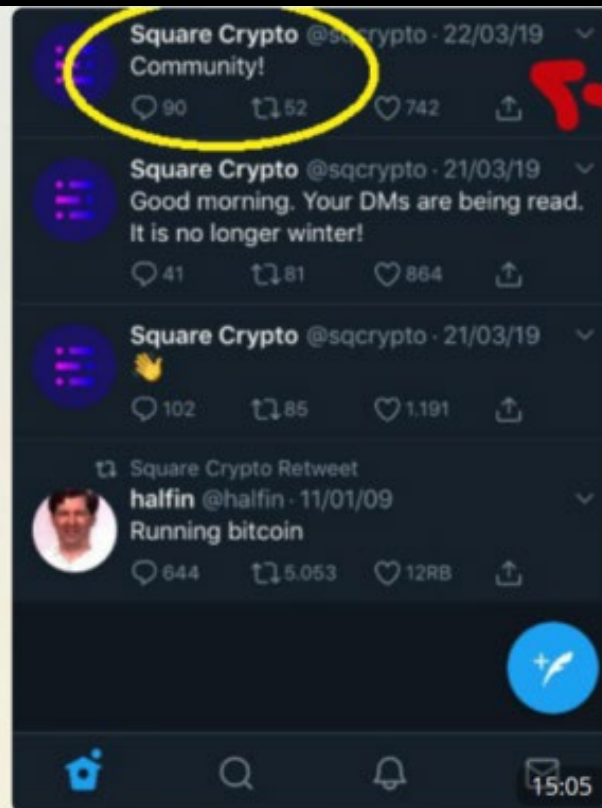 Square Crypto @sqcrypto · 22/03/19
Community!
90 52 742
Square Crypto @sqcrypto · 21/03/19
Good morning. Your DMs are being read.
It is no longer winter!
41 81 864
Square Crypto @sqcrypto · 21/03/19
👋
102 85 1.191
Square Crypto Retweet
halfin @halfin · 11/01/09
Running bitcoin
644 5.053 12RB
15:05